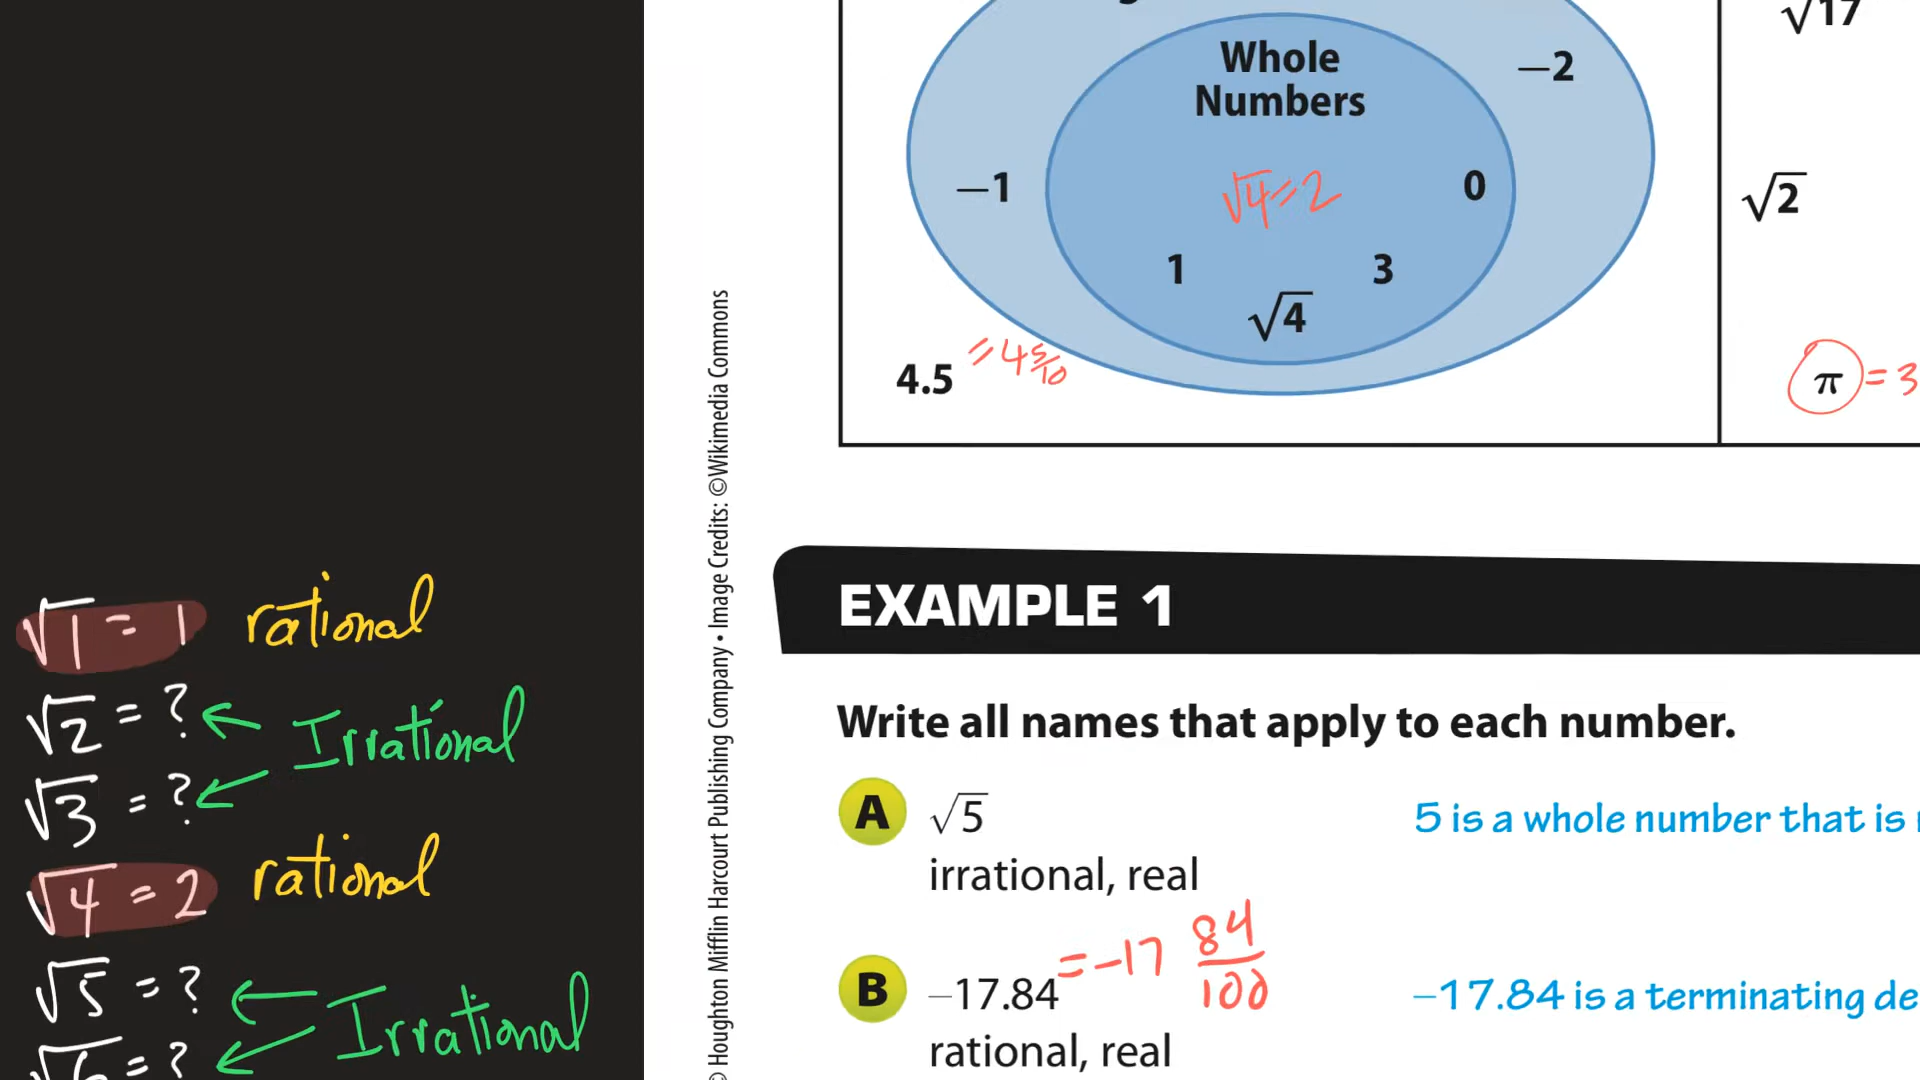 √17
Whole
Numbers
−2
−1
√4=2
0
√2
1
3
√4
4.5 =4 5/10
π =3
© Houghton Mifflin Harcourt Publishing Company • Image Credits: ©Wikimedia Commons
√1 = 1 rational
√2 = ? Irrational
√3 = ?
√4 = 2 rational
√5 = ? Irrational
√6 = ?
EXAMPLE 1
Write all names that apply to each number.
A √5
5 is a whole number that is
irrational, real
B −17.84 = −17 84/100
−17.84 is a terminating de
rational, real